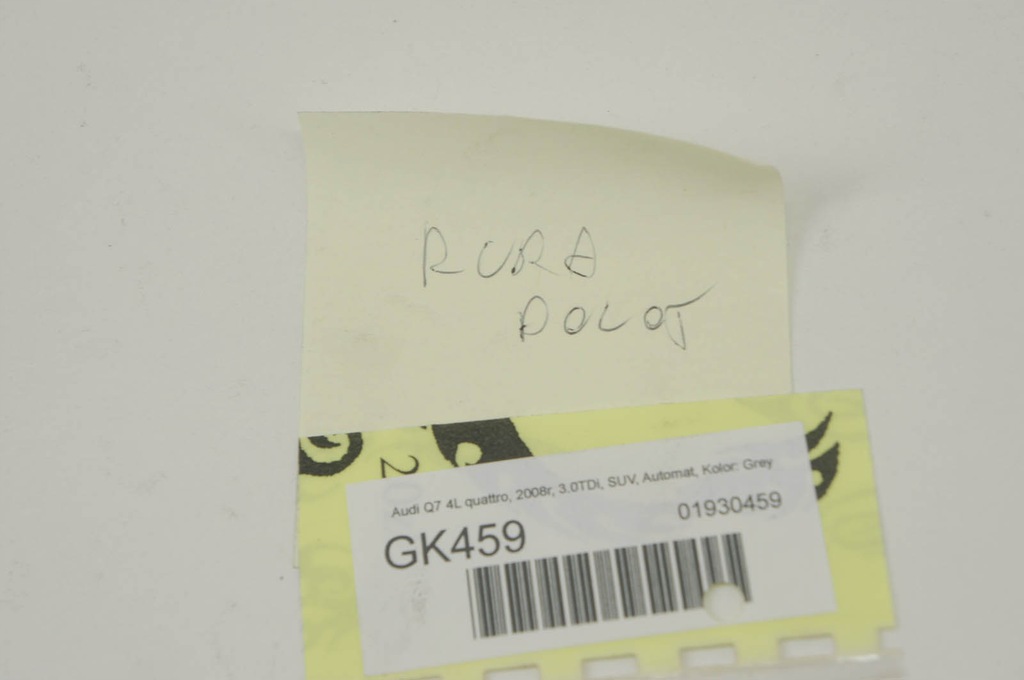 RURA
DOLOT
Audi Q7 4L quattro, 2008r, 3.0TDi, SUV, Automat, Kolor: Grey
01930459
GK459